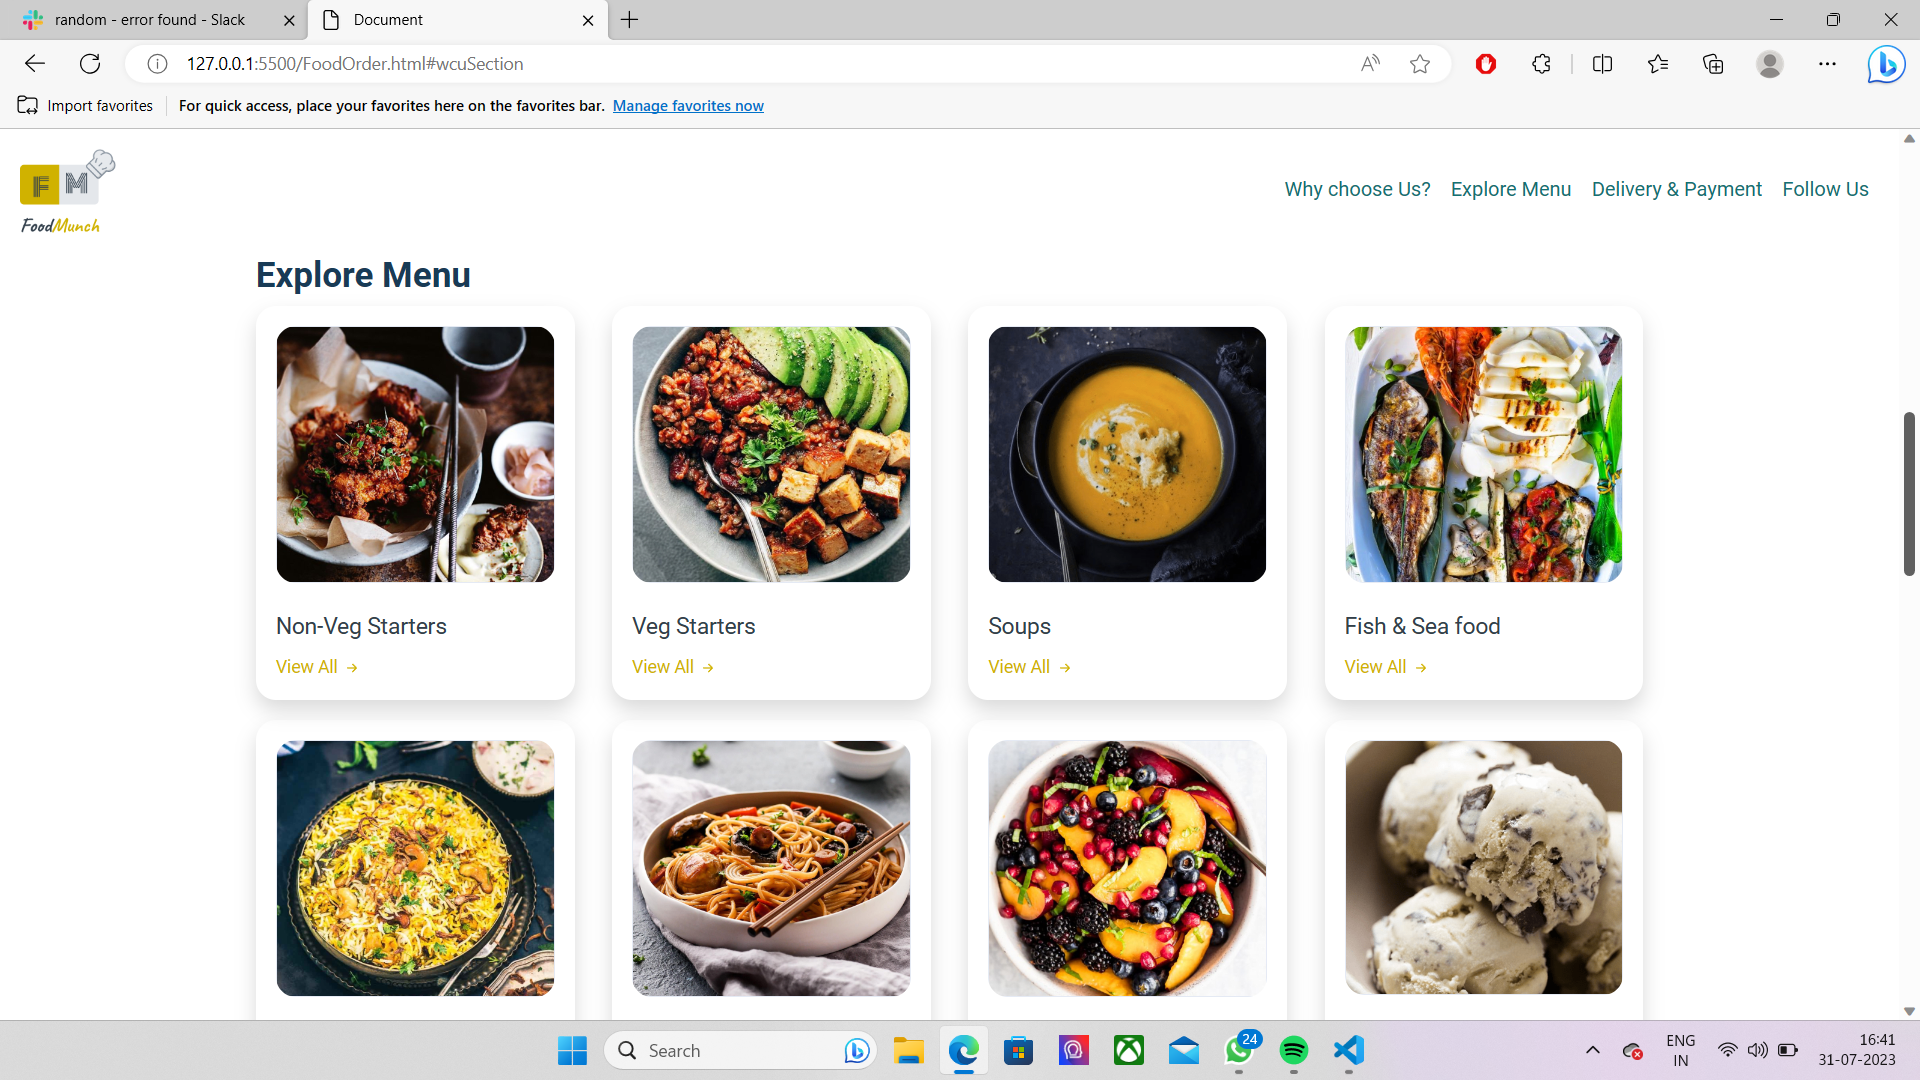 random - error found - Slack
Document
127.0.0.1:5500/FoodOrder.html#wcuSection
Import favorites
For quick access, place your favorites here on the favorites bar. Manage favorites now
F M
FoodMunch
Why choose Us? Explore Menu Delivery & Payment Follow Us
Explore Menu
Non-Veg Starters
View All →
Veg Starters
View All →
Soups
View All →
Fish & Sea food
View All →
Search
24
ENG
IN
16:41
31-07-2023